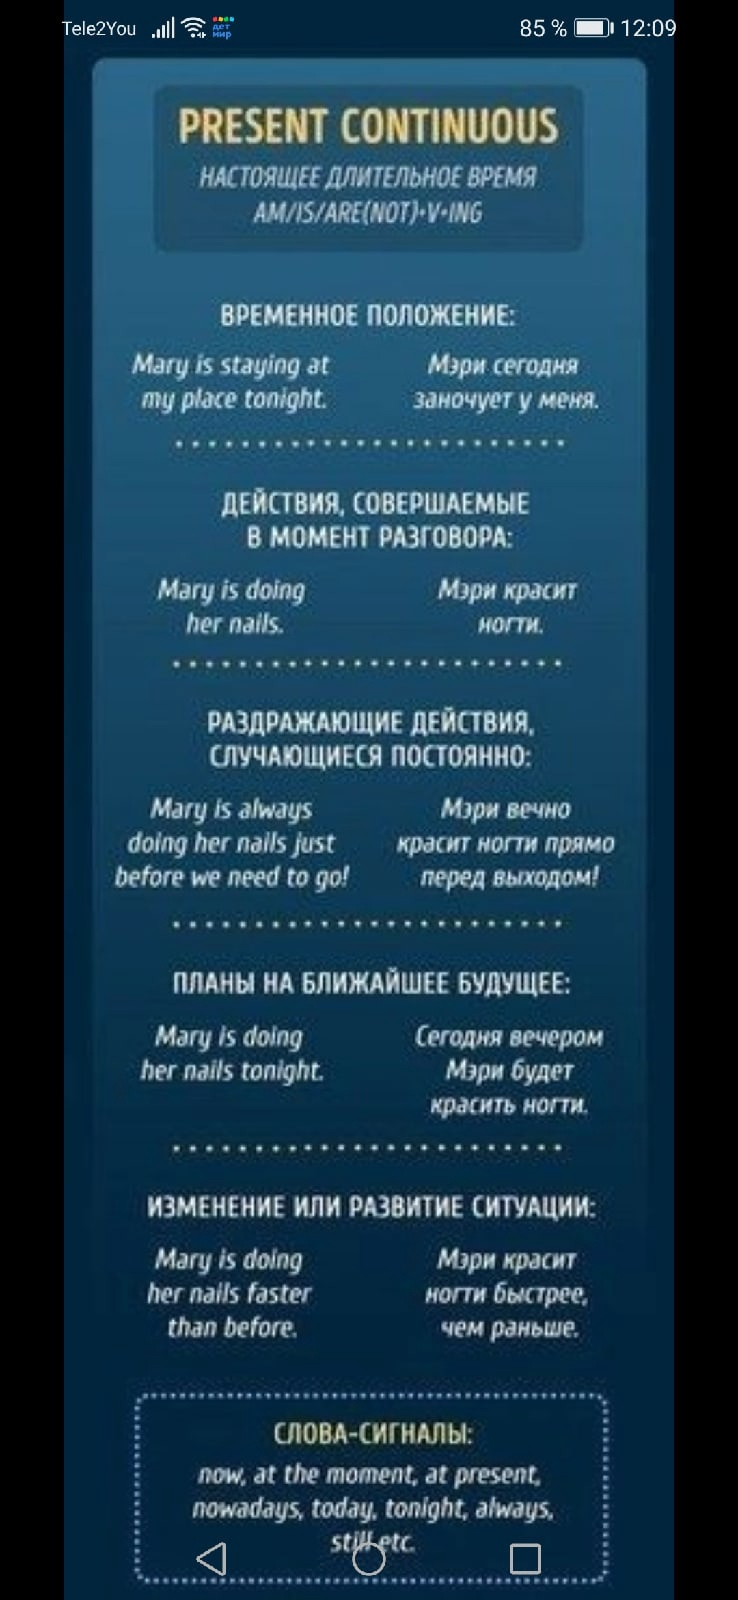 Tele2You дет мир 85 % 12:09
PRESENT CONTINUOUS
НАСТОЯЩЕЕ ДЛИТЕЛЬНОЕ ВРЕМЯ
AM/IS/ARE(NOT)+V+ING
ВРЕМЕННОЕ ПОЛОЖЕНИЕ:
Mary is staying at
my place tonight.
Мэри сегодня
заночует у меня.
ДЕЙСТВИЯ, СОВЕРШАЕМЫЕ
В МОМЕНТ РАЗГОВОРА:
Mary is doing
her nails.
Мэри красит
ногти.
РАЗДРАЖАЮЩИЕ ДЕЙСТВИЯ,
СЛУЧАЮЩИЕСЯ ПОСТОЯННО:
Mary is always
doing her nails just
before we need to go!
Мэри вечно
красит ногти прямо
перед выходом!
ПЛАНЫ НА БЛИЖАЙШЕЕ БУДУЩЕЕ:
Mary is doing
her nails tonight.
Сегодня вечером
Мэри будет
красить ногти.
ИЗМЕНЕНИЕ ИЛИ РАЗВИТИЕ СИТУАЦИИ:
Mary is doing
her nails faster
than before.
Мэри красит
ногти быстрее,
чем раньше.
СЛОВА-СИГНАЛЫ:
now, at the moment, at present,
nowadays, today, tonight, always,
still etc.